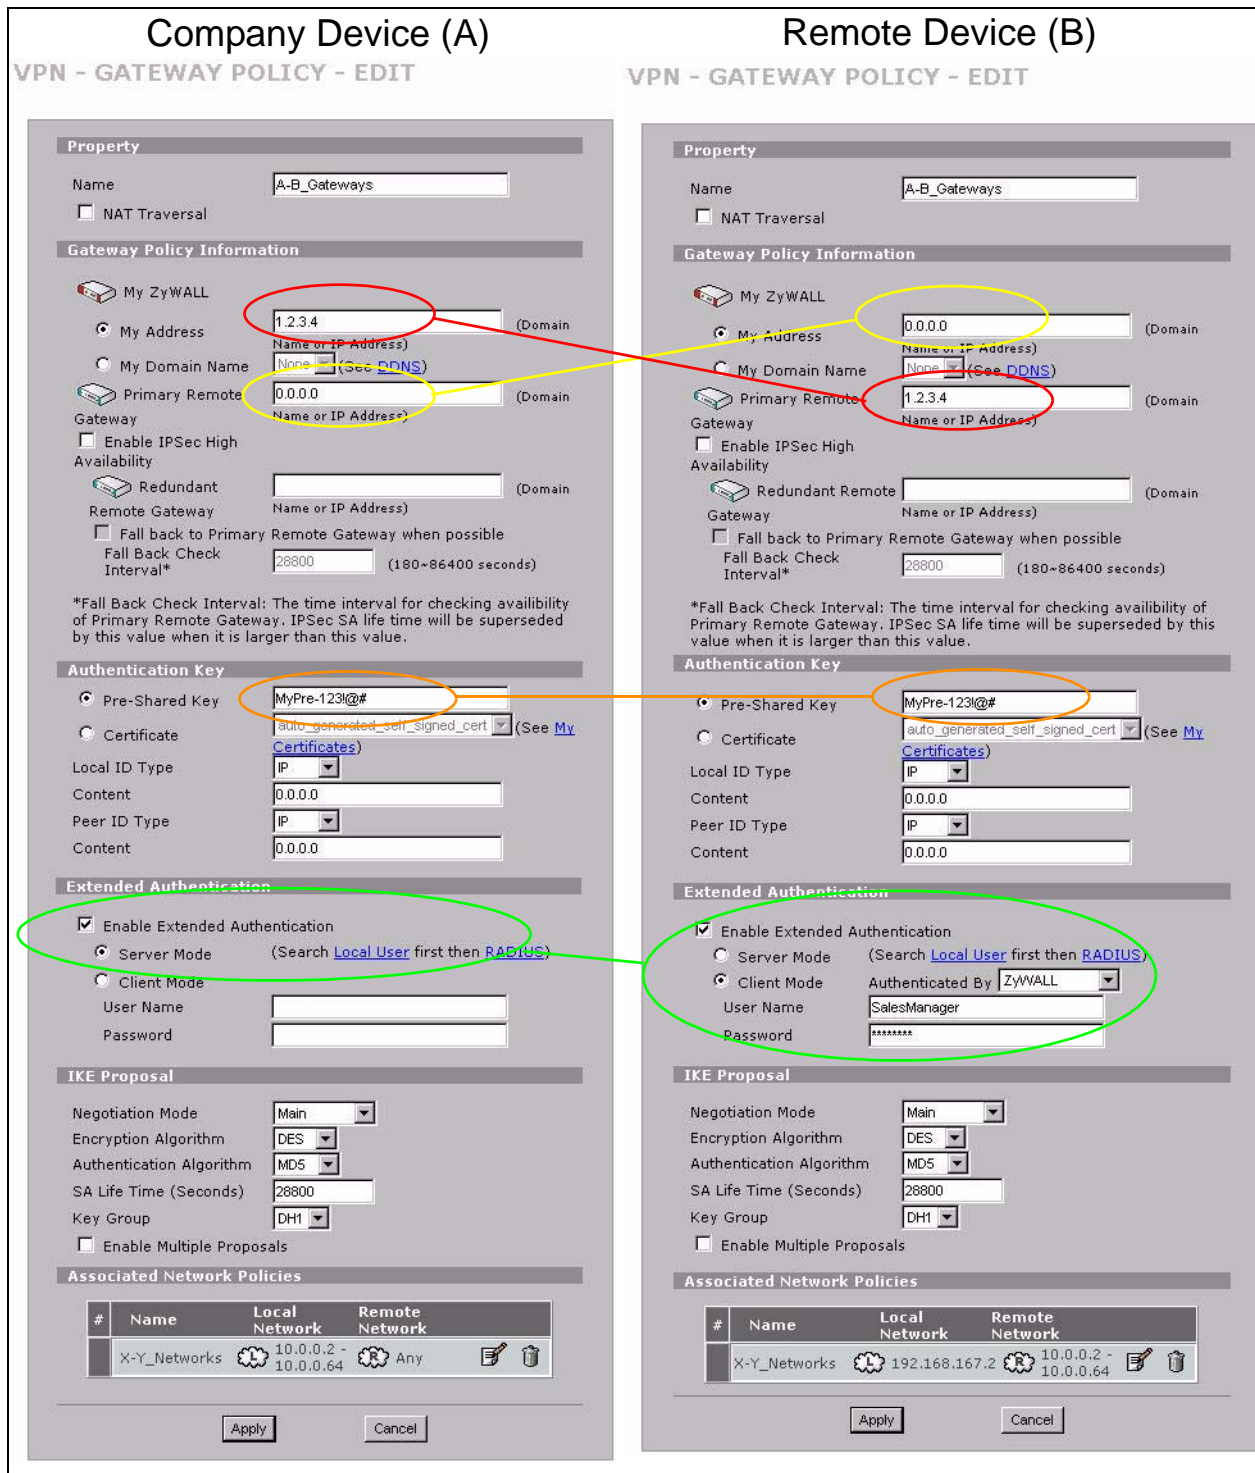 Company Device (A)
VPN - GATEWAY POLICY - EDIT
Property
Name A-B_Gateways
NAT Traversal
Gateway Policy Information
My ZyWALL
My Address 1.2.3.4 (Domain
Name or IP Address)
My Domain Name None (See DDNS)
Primary Remote 0.0.0.0 (Domain
Gateway Name or IP Address)
Enable IPSec High
Availability
Redundant (Domain
Remote Gateway Name or IP Address)
Fall back to Primary Remote Gateway when possible
Fall Back Check
Interval* 28800 (180~86400 seconds)
*Fall Back Check Interval: The time interval for checking availibility
of Primary Remote Gateway. IPSec SA life time will be superseded
by this value when it is larger than this value.
Authentication Key
Pre-Shared Key MyPre-123!@#
Certificate auto_generated_self_signed_cert (See My
Certificates)
Local ID Type IP
Content 0.0.0.0
Peer ID Type IP
Content 0.0.0.0
Extended Authentication
Enable Extended Authentication
Server Mode (Search Local User first then RADIUS)
Client Mode
User Name
Password
IKE Proposal
Negotiation Mode Main
Encryption Algorithm DES
Authentication Algorithm MD5
SA Life Time (Seconds) 28800
Key Group DH1
Enable Multiple Proposals
Associated Network Policies
# Name Local Network Remote Network
X-Y_Networks L 10.0.0.2 - 10.0.0.64 R Any
Apply Cancel
Remote Device (B)
VPN - GATEWAY POLICY - EDIT
Property
Name A-B_Gateways
NAT Traversal
Gateway Policy Information
My ZyWALL
My Address 0.0.0.0 (Domain
Name or IP Address)
My Domain Name None (See DDNS)
Primary Remote 1.2.3.4 (Domain
Gateway Name or IP Address)
Enable IPSec High
Availability
Redundant Remote (Domain
Gateway Name or IP Address)
Fall back to Primary Remote Gateway when possible
Fall Back Check
Interval* 28800 (180~86400 seconds)
*Fall Back Check Interval: The time interval for checking availibility of
Primary Remote Gateway. IPSec SA life time will be superseded by this
value when it is larger than this value.
Authentication Key
Pre-Shared Key MyPre-123!@#
Certificate auto_generated_self_signed_cert (See My
Certificates)
Local ID Type IP
Content 0.0.0.0
Peer ID Type IP
Content 0.0.0.0
Extended Authentication
Enable Extended Authentication
Server Mode (Search Local User first then RADIUS)
Client Mode Authenticated By ZyWALL
User Name SalesManager
Password ********
IKE Proposal
Negotiation Mode Main
Encryption Algorithm DES
Authentication Algorithm MD5
SA Life Time (Seconds) 28800
Key Group DH1
Enable Multiple Proposals
Associated Network Policies
# Name Local Network Remote Network
X-Y_Networks L 192.168.167.2 R 10.0.0.2 - 10.0.0.64
Apply Cancel